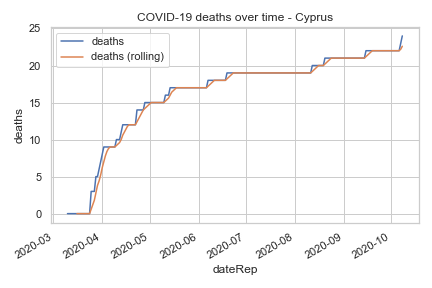 COVID-19 deaths over time - Cyprus
deaths
deaths (rolling)
25
20
15
10
5
0
deaths
2020-03
2020-04
2020-05
2020-06
2020-07
2020-08
2020-09
2020-10
dateRep